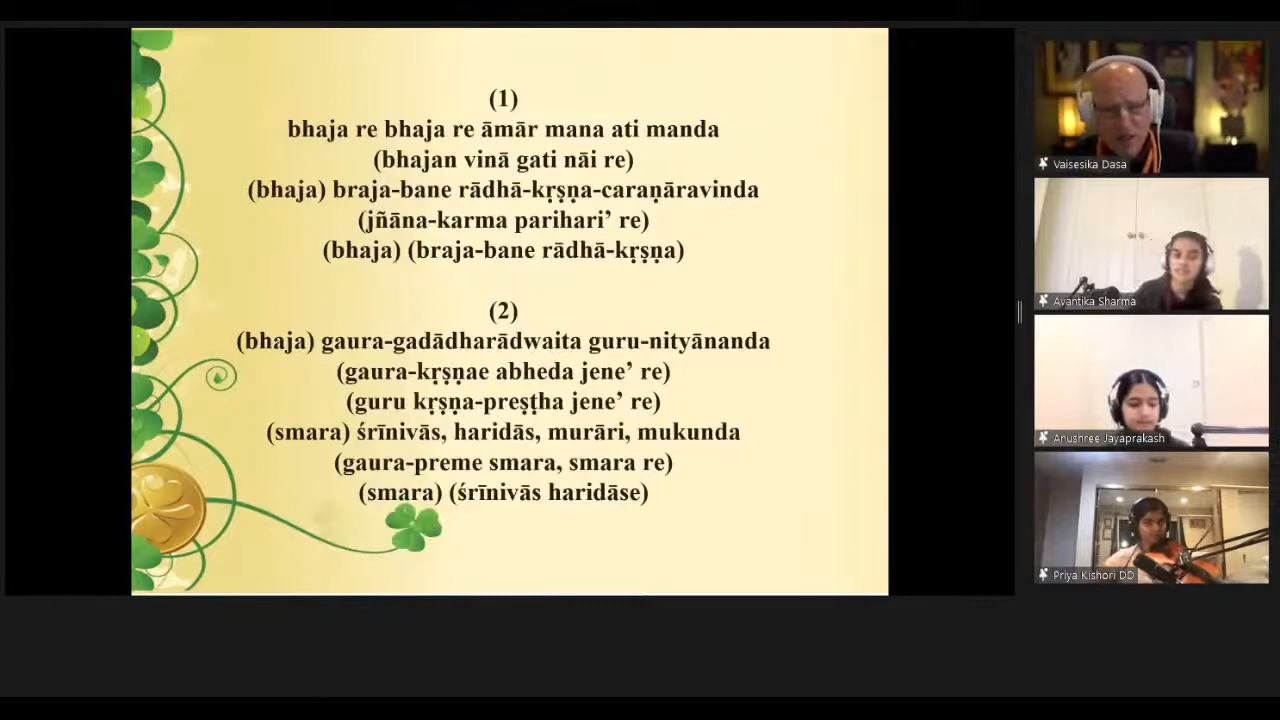 (1)
bhaja re bhaja re āmār mana ati manda
(bhajan vinā gati nāi re)
(bhaja) braja-bane rādhā-kṛṣṇa-caraṇāravinda
(jñāna-karma parihari’ re)
(bhaja) (braja-bane rādhā-kṛṣṇa)
(2)
(bhaja) gaura-gadādharādwaita guru-nityānanda
(gaura-kṛṣṇae abheda jene’ re)
(guru kṛṣṇa-preṣṭha jene’ re)
(smara) śrīnivās, haridās, murāri, mukunda
(gaura-preme smara, smara re)
(smara) (śrīnivās haridāse)
Vaisesika Dasa
Avantika Sharma
Anushree Jayaprakash
Priya Kishori DD